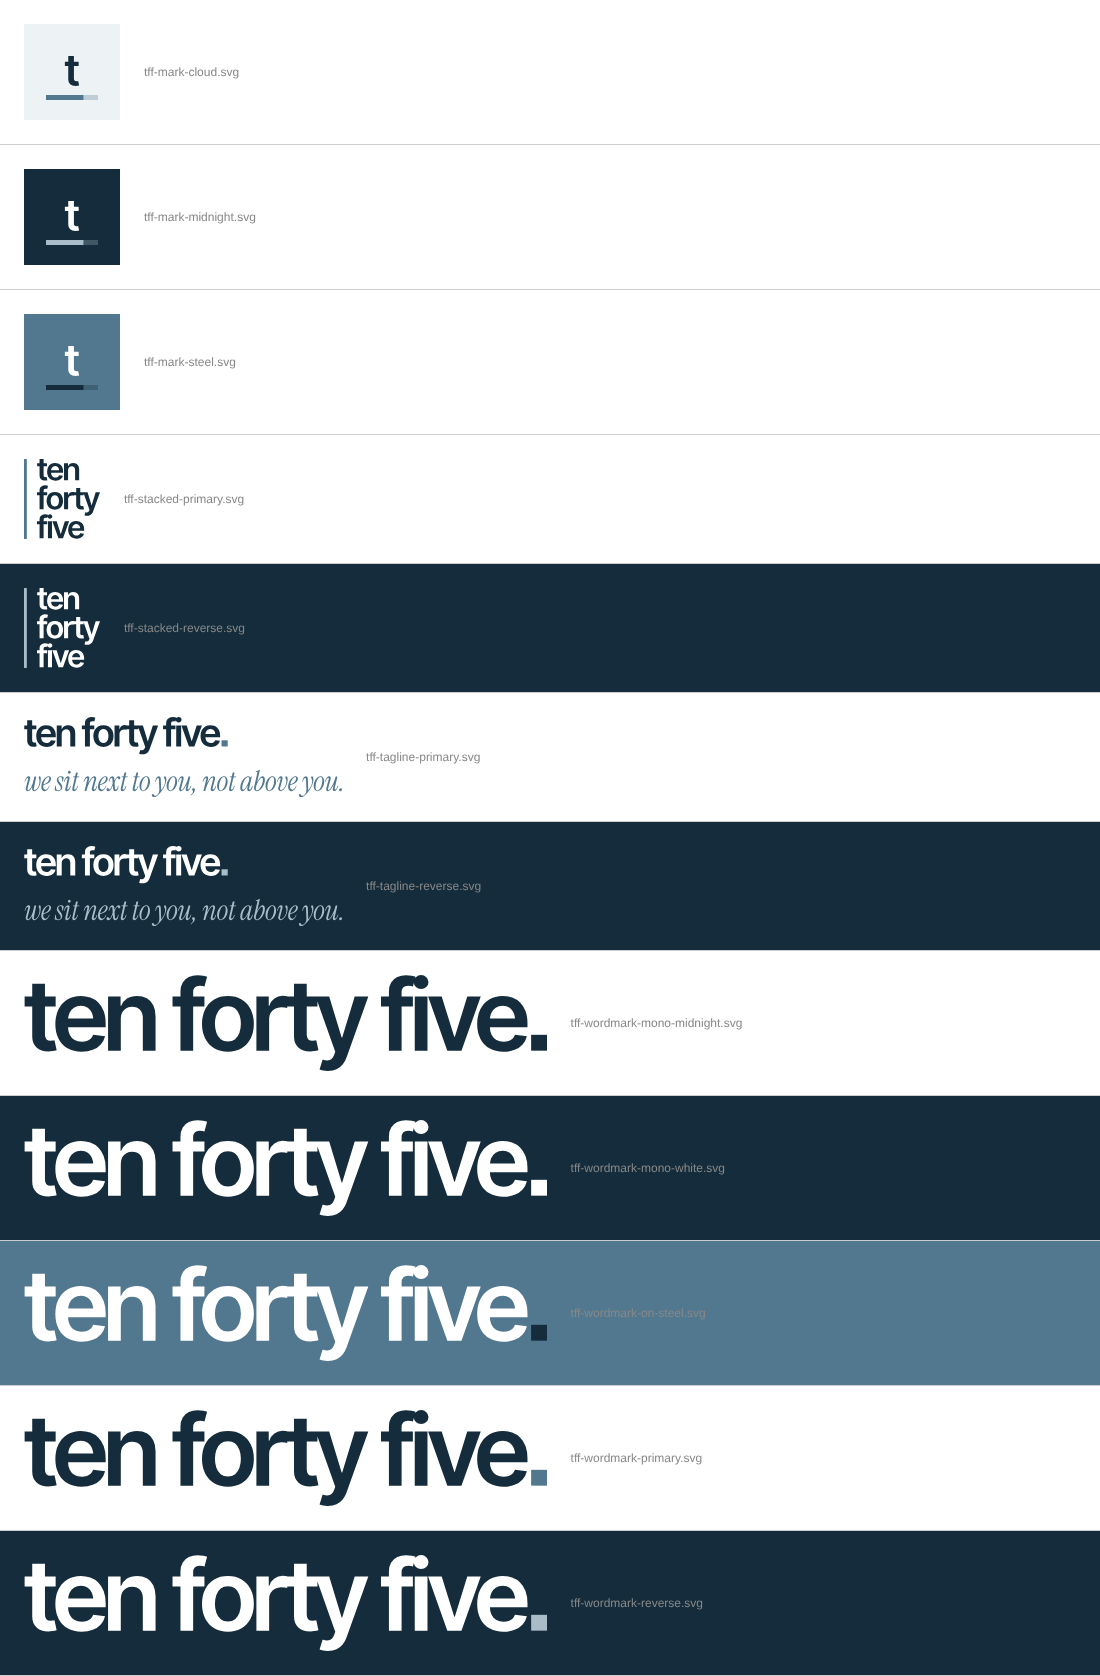 t
tff-mark-cloud.svg
t
tff-mark-midnight.svg
t
tff-mark-steel.svg
ten
forty
five
tff-stacked-primary.svg
ten
forty
five
tff-stacked-reverse.svg
ten forty five.
we sit next to you, not above you.
tff-tagline-primary.svg
ten forty five.
we sit next to you, not above you.
tff-tagline-reverse.svg
ten forty five.
tff-wordmark-mono-midnight.svg
ten forty five.
tff-wordmark-mono-white.svg
ten forty five.
tff-wordmark-on-steel.svg
ten forty five.
tff-wordmark-primary.svg
ten forty five.
tff-wordmark-reverse.svg